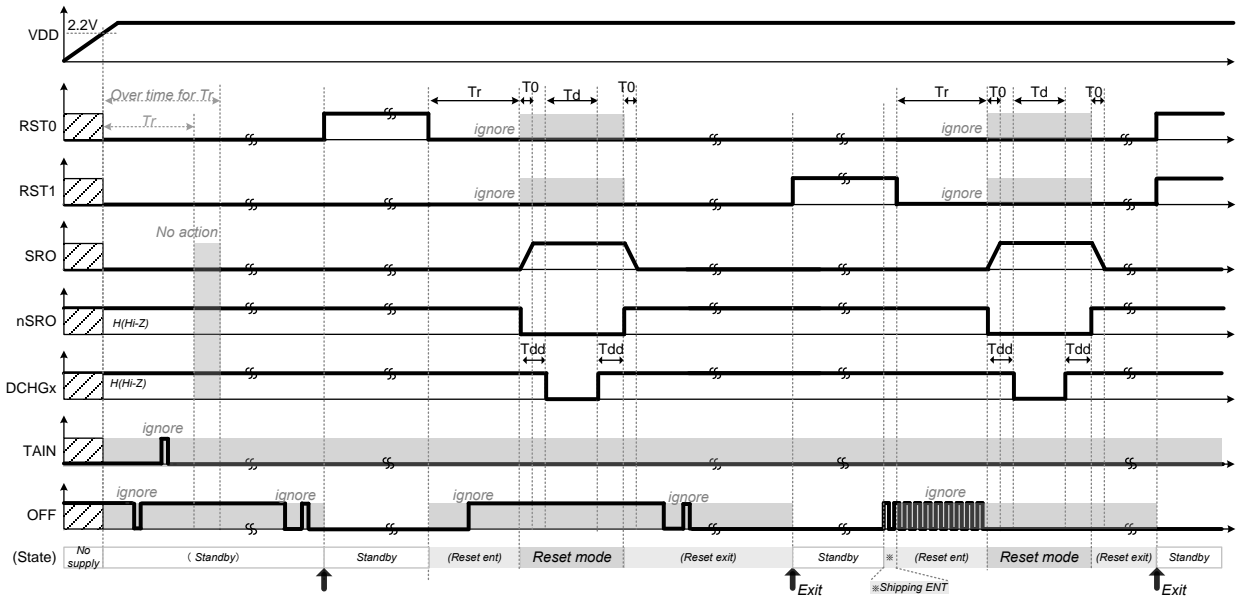 VDD
2.2V
Over time for Tr
Tr
Tr
T0
Td
T0
Tr
T0
Td
T0
RST0
ignore
ignore
RST1
ignore
ignore
SRO
No action
nSRO
H(Hi-Z)
Tdd
Tdd
Tdd
Tdd
DCHGx
H(Hi-Z)
TAIN
ignore
OFF
ignore
ignore
ignore
ignore
ignore
(State)
No supply
( Standby)
Standby
(Reset ent)
Reset mode
(Reset exit)
Standby
※
(Reset ent)
Reset mode
(Reset exit)
Standby
Exit
※Shipping ENT
Exit